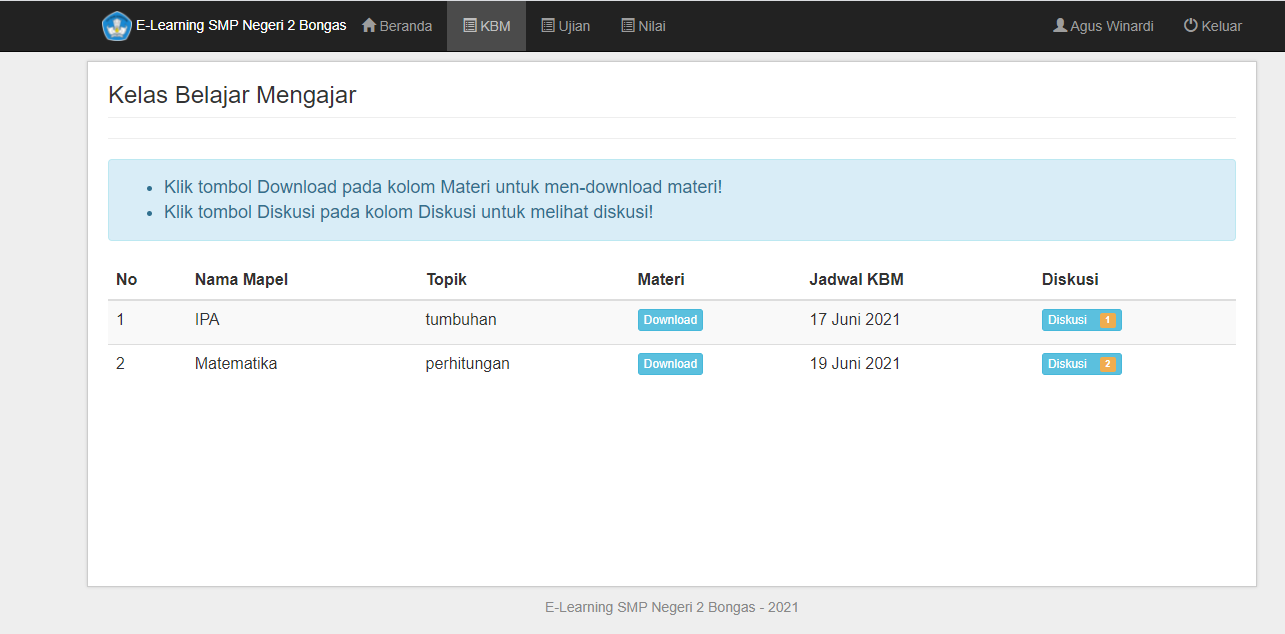 E-Learning SMP Negeri 2 Bongas Beranda KBM Ujian Nilai Agus Winardi Keluar
Kelas Belajar Mengajar
Klik tombol Download pada kolom Materi untuk men-download materi!
Klik tombol Diskusi pada kolom Diskusi untuk melihat diskusi!
No Nama Mapel Topik Materi Jadwal KBM Diskusi
1 IPA tumbuhan Download 17 Juni 2021 Diskusi 1
2 Matematika perhitungan Download 19 Juni 2021 Diskusi 2
E-Learning SMP Negeri 2 Bongas - 2021